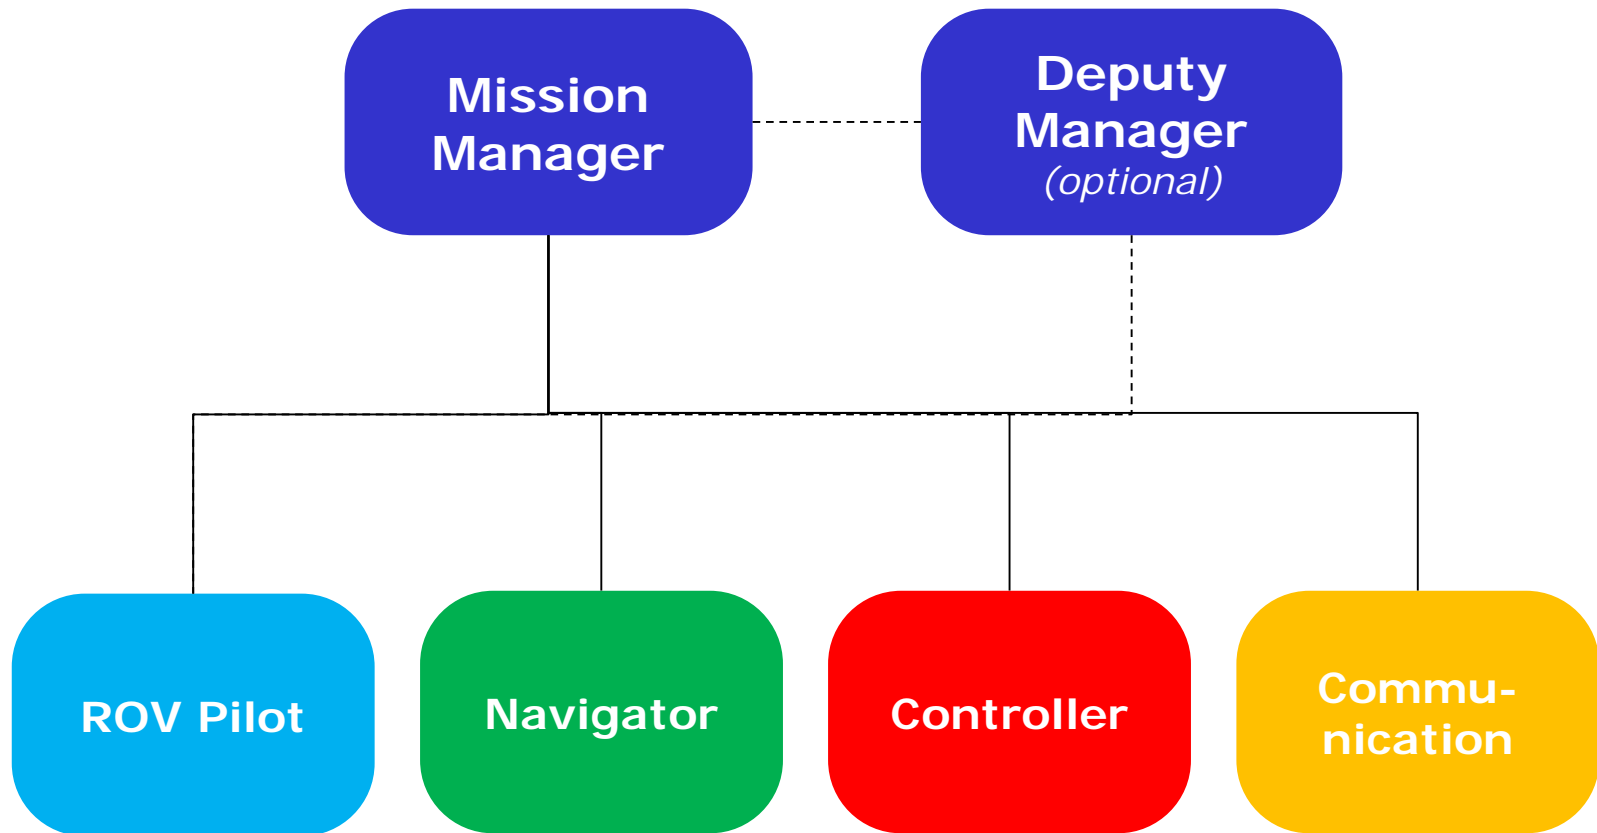 Mission
Manager
Deputy
Manager
(optional)
ROV Pilot
Navigator
Controller
Commu-
nication